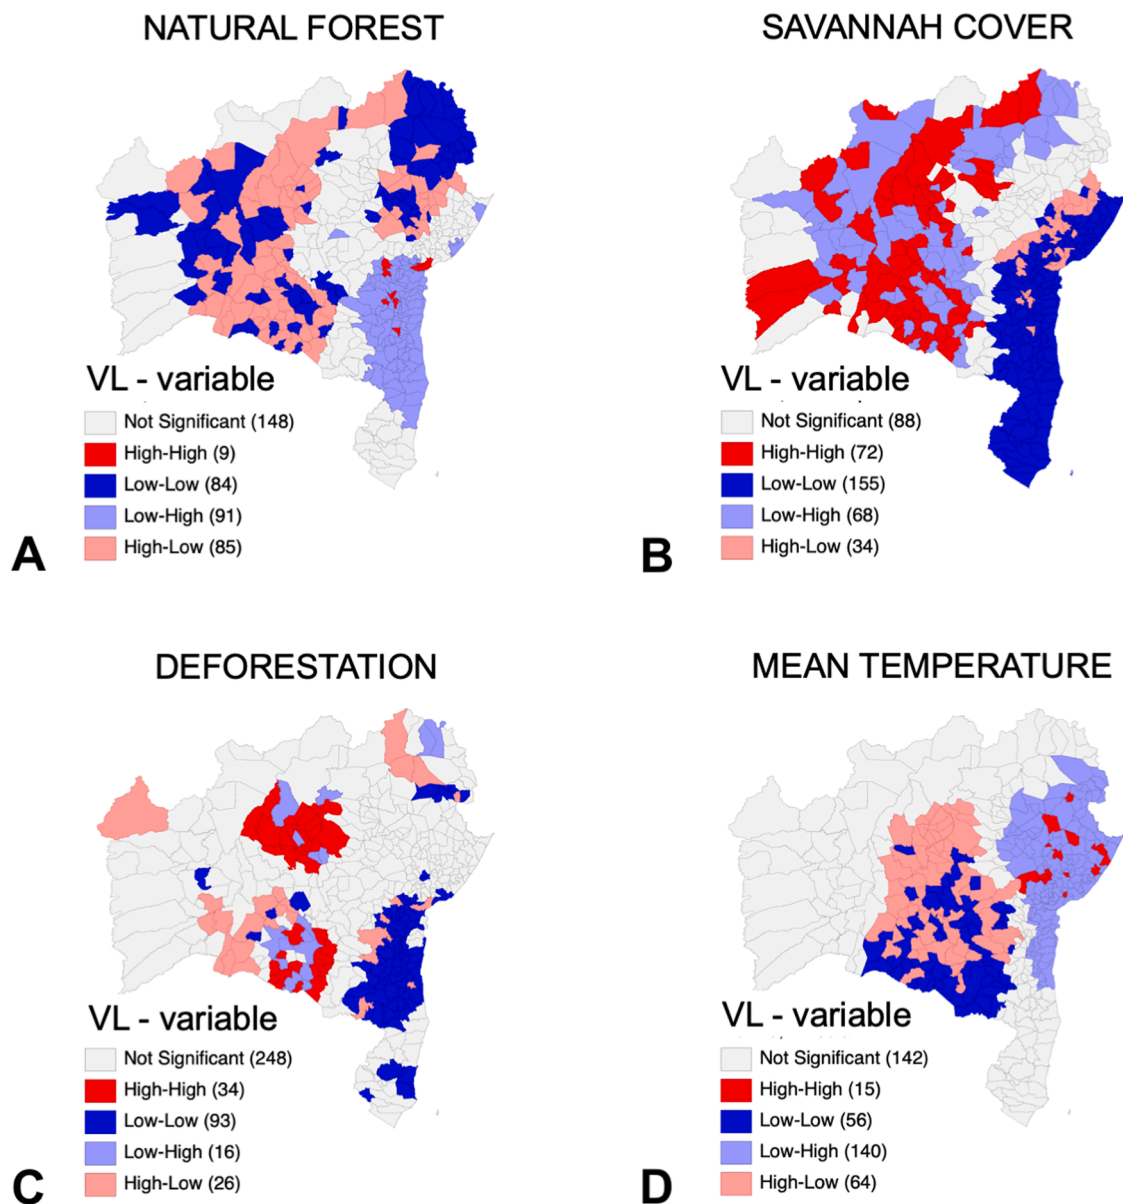 NATURAL FOREST
VL - variable
Not Significant (148)
High-High (9)
Low-Low (84)
Low-High (91)
High-Low (85)
A
SAVANNAH COVER
VL - variable
Not Significant (88)
High-High (72)
Low-Low (155)
Low-High (68)
High-Low (34)
B
DEFORESTATION
VL - variable
Not Significant (248)
High-High (34)
Low-Low (93)
Low-High (16)
High-Low (26)
C
MEAN TEMPERATURE
VL - variable
Not Significant (142)
High-High (15)
Low-Low (56)
Low-High (140)
High-Low (64)
D